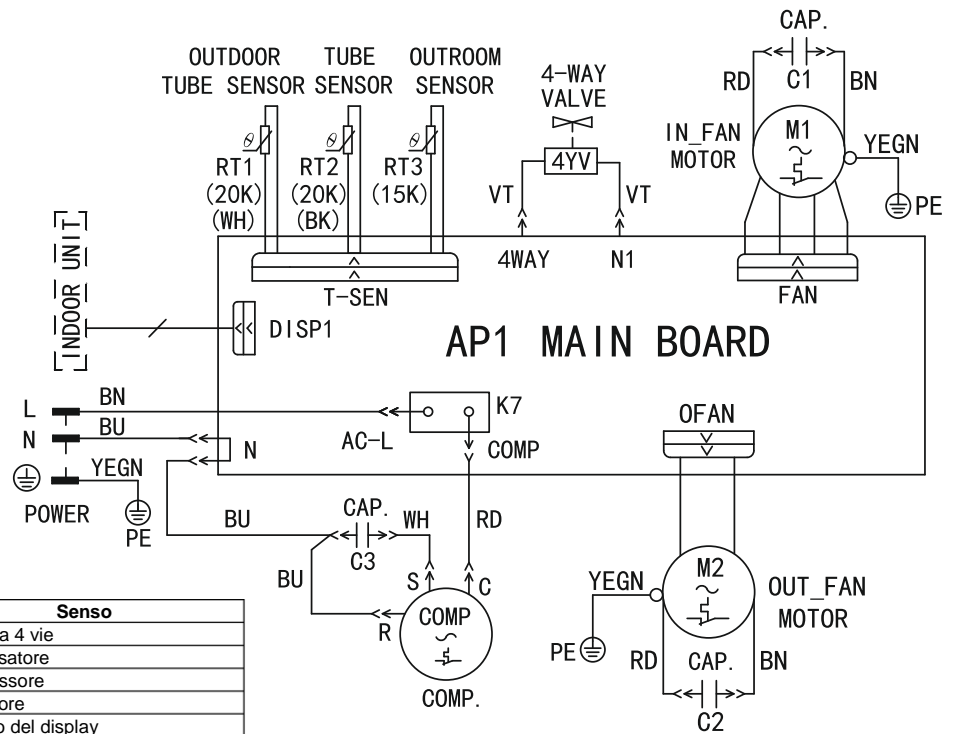 CAP.
C1
RD
BN
M1
IN_FAN
MOTOR
YEGN
PE
OUTDOOR
TUBE SENSOR
TUBE
SENSOR
OUTROOM
SENSOR
4-WAY
VALVE
4YV
VT
VT
θ
RT1
(20K)
(WH)
θ
RT2
(20K)
(BK)
θ
RT3
(15K)
T-SEN
4WAY
N1
FAN
INDOOR UNIT
DISP1
AP1 MAIN BOARD
L
BN
AC-L
K7
COMP
N
BU
N
YEGN
POWER
PE
OFAN
BU
CAP.
C3
WH
RD
BU
S
C
R
COMP
COMP.
M2
YEGN
PE
OUT_FAN
MOTOR
RD
CAP.
BN
C2
Senso
a 4 vie
satore
ssore
ore
o del display